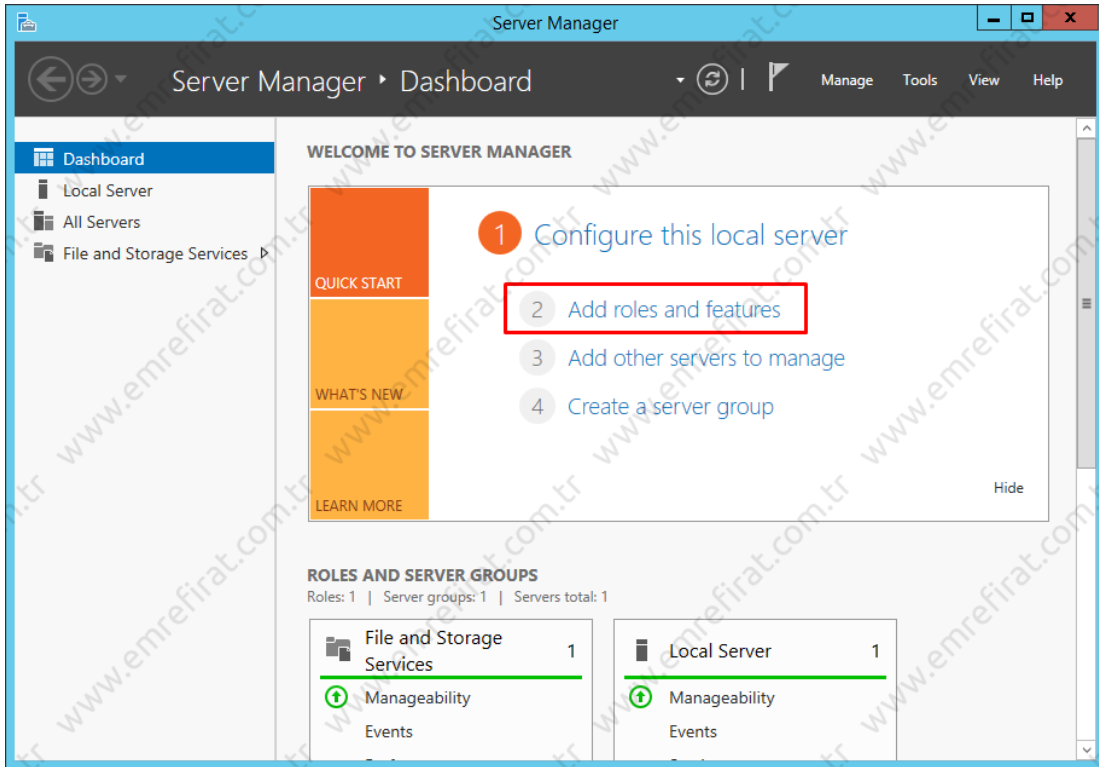 Server Manager
Server Manager ‣ Dashboard
Manage Tools View Help
Dashboard
Local Server
All Servers
File and Storage Services
WELCOME TO SERVER MANAGER
QUICK START
WHAT'S NEW
LEARN MORE
1 Configure this local server
2 Add roles and features
3 Add other servers to manage
4 Create a server group
Hide
ROLES AND SERVER GROUPS
Roles: 1 | Server groups: 1 | Servers total: 1
File and Storage
Services
1
Manageability
Events
Local Server 1
Manageability
Events
www.emrefirat.com.tr